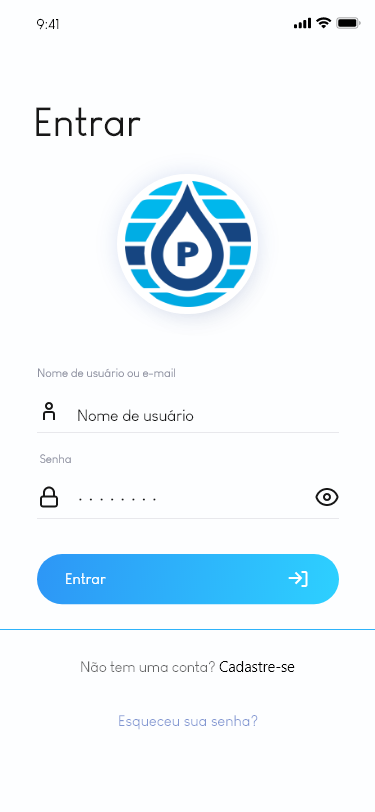 9:41
Entrar
P
Nome de usuário ou e-mail
Nome de usuário
Senha
Entrar
Não tem uma conta? Cadastre-se
Esqueceu sua senha?